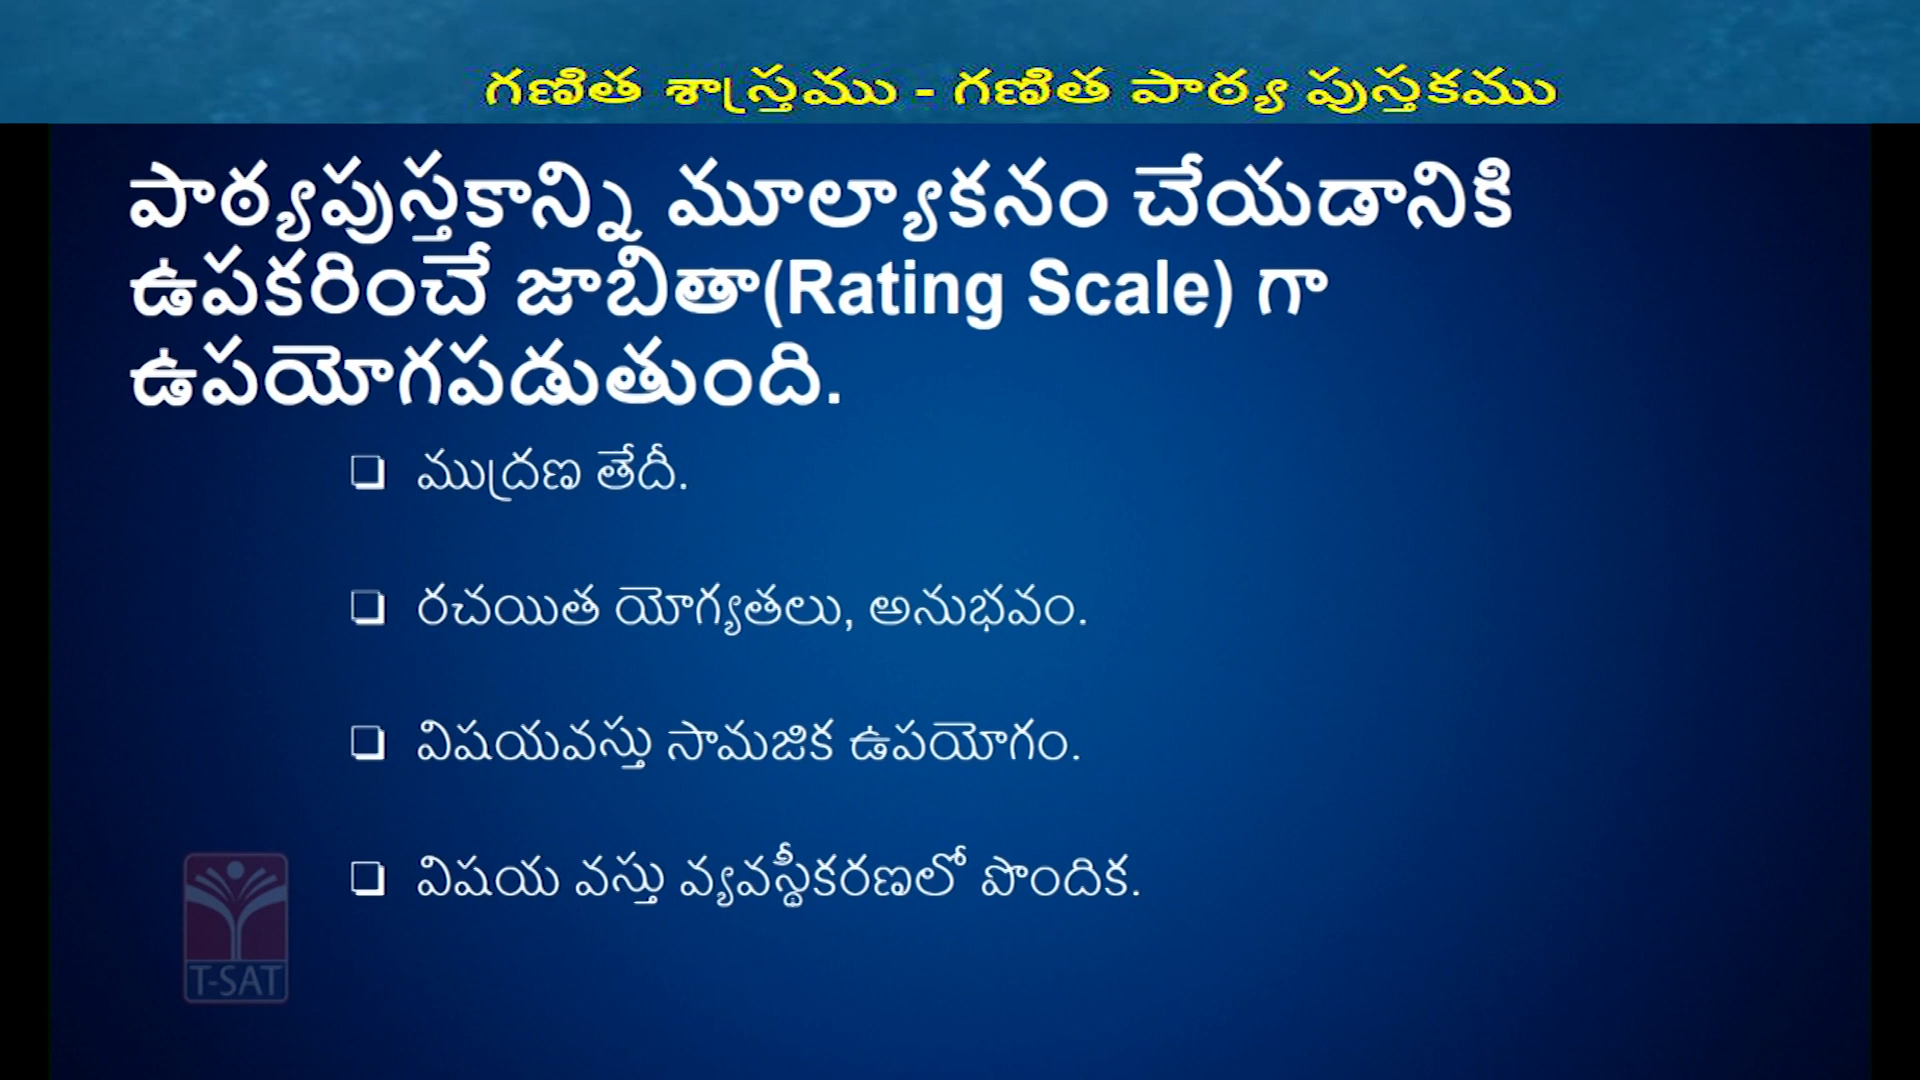 గణిత శాస్త్రము - గణిత పాఠ్య పుస్తకము
పాఠ్యపుస్తకాన్ని మూల్యాకనం చేయడానికి
ఉపకరించే జాబితా(Rating Scale) గా
ఉపయోగపడుతుంది.
❑ ముద్రణ తేదీ.
❑ రచయిత యోగ్యతలు, అనుభవం.
❑ విషయవస్తు సామజిక ఉపయోగం.
❑ విషయ వస్తు వ్యవస్థీకరణలో పొందిక.
T-SAT